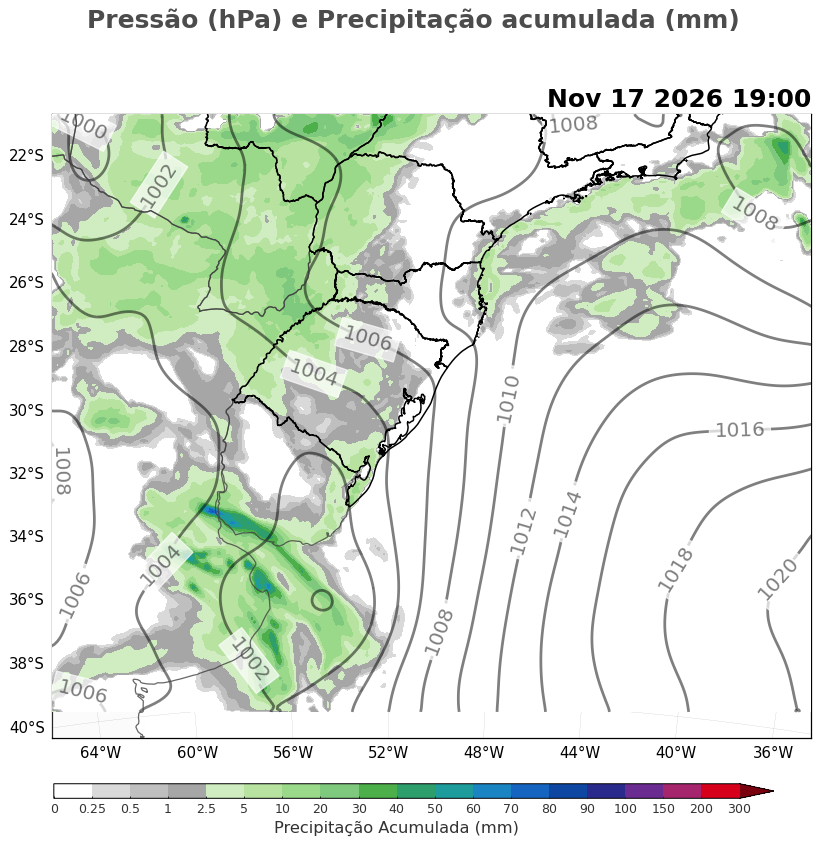 Pressão (hPa) e Precipitação acumulada (mm)
Nov 17 2026 19:00
1000
1008
22°S
1002
24°S
1008
26°S
1006
28°S
1004
1010
30°S
1016
1008
32°S
1012
1014
34°S
1004
1018
1020
36°S
1006
1008
38°S
1002
1006
40°S
64°W 60°W 56°W 52°W 48°W 44°W 40°W 36°W
0 0.25 0.5 1 2.5 5 10 20 30 40 50 60 70 80 90 100 150 200 300
Precipitação Acumulada (mm)